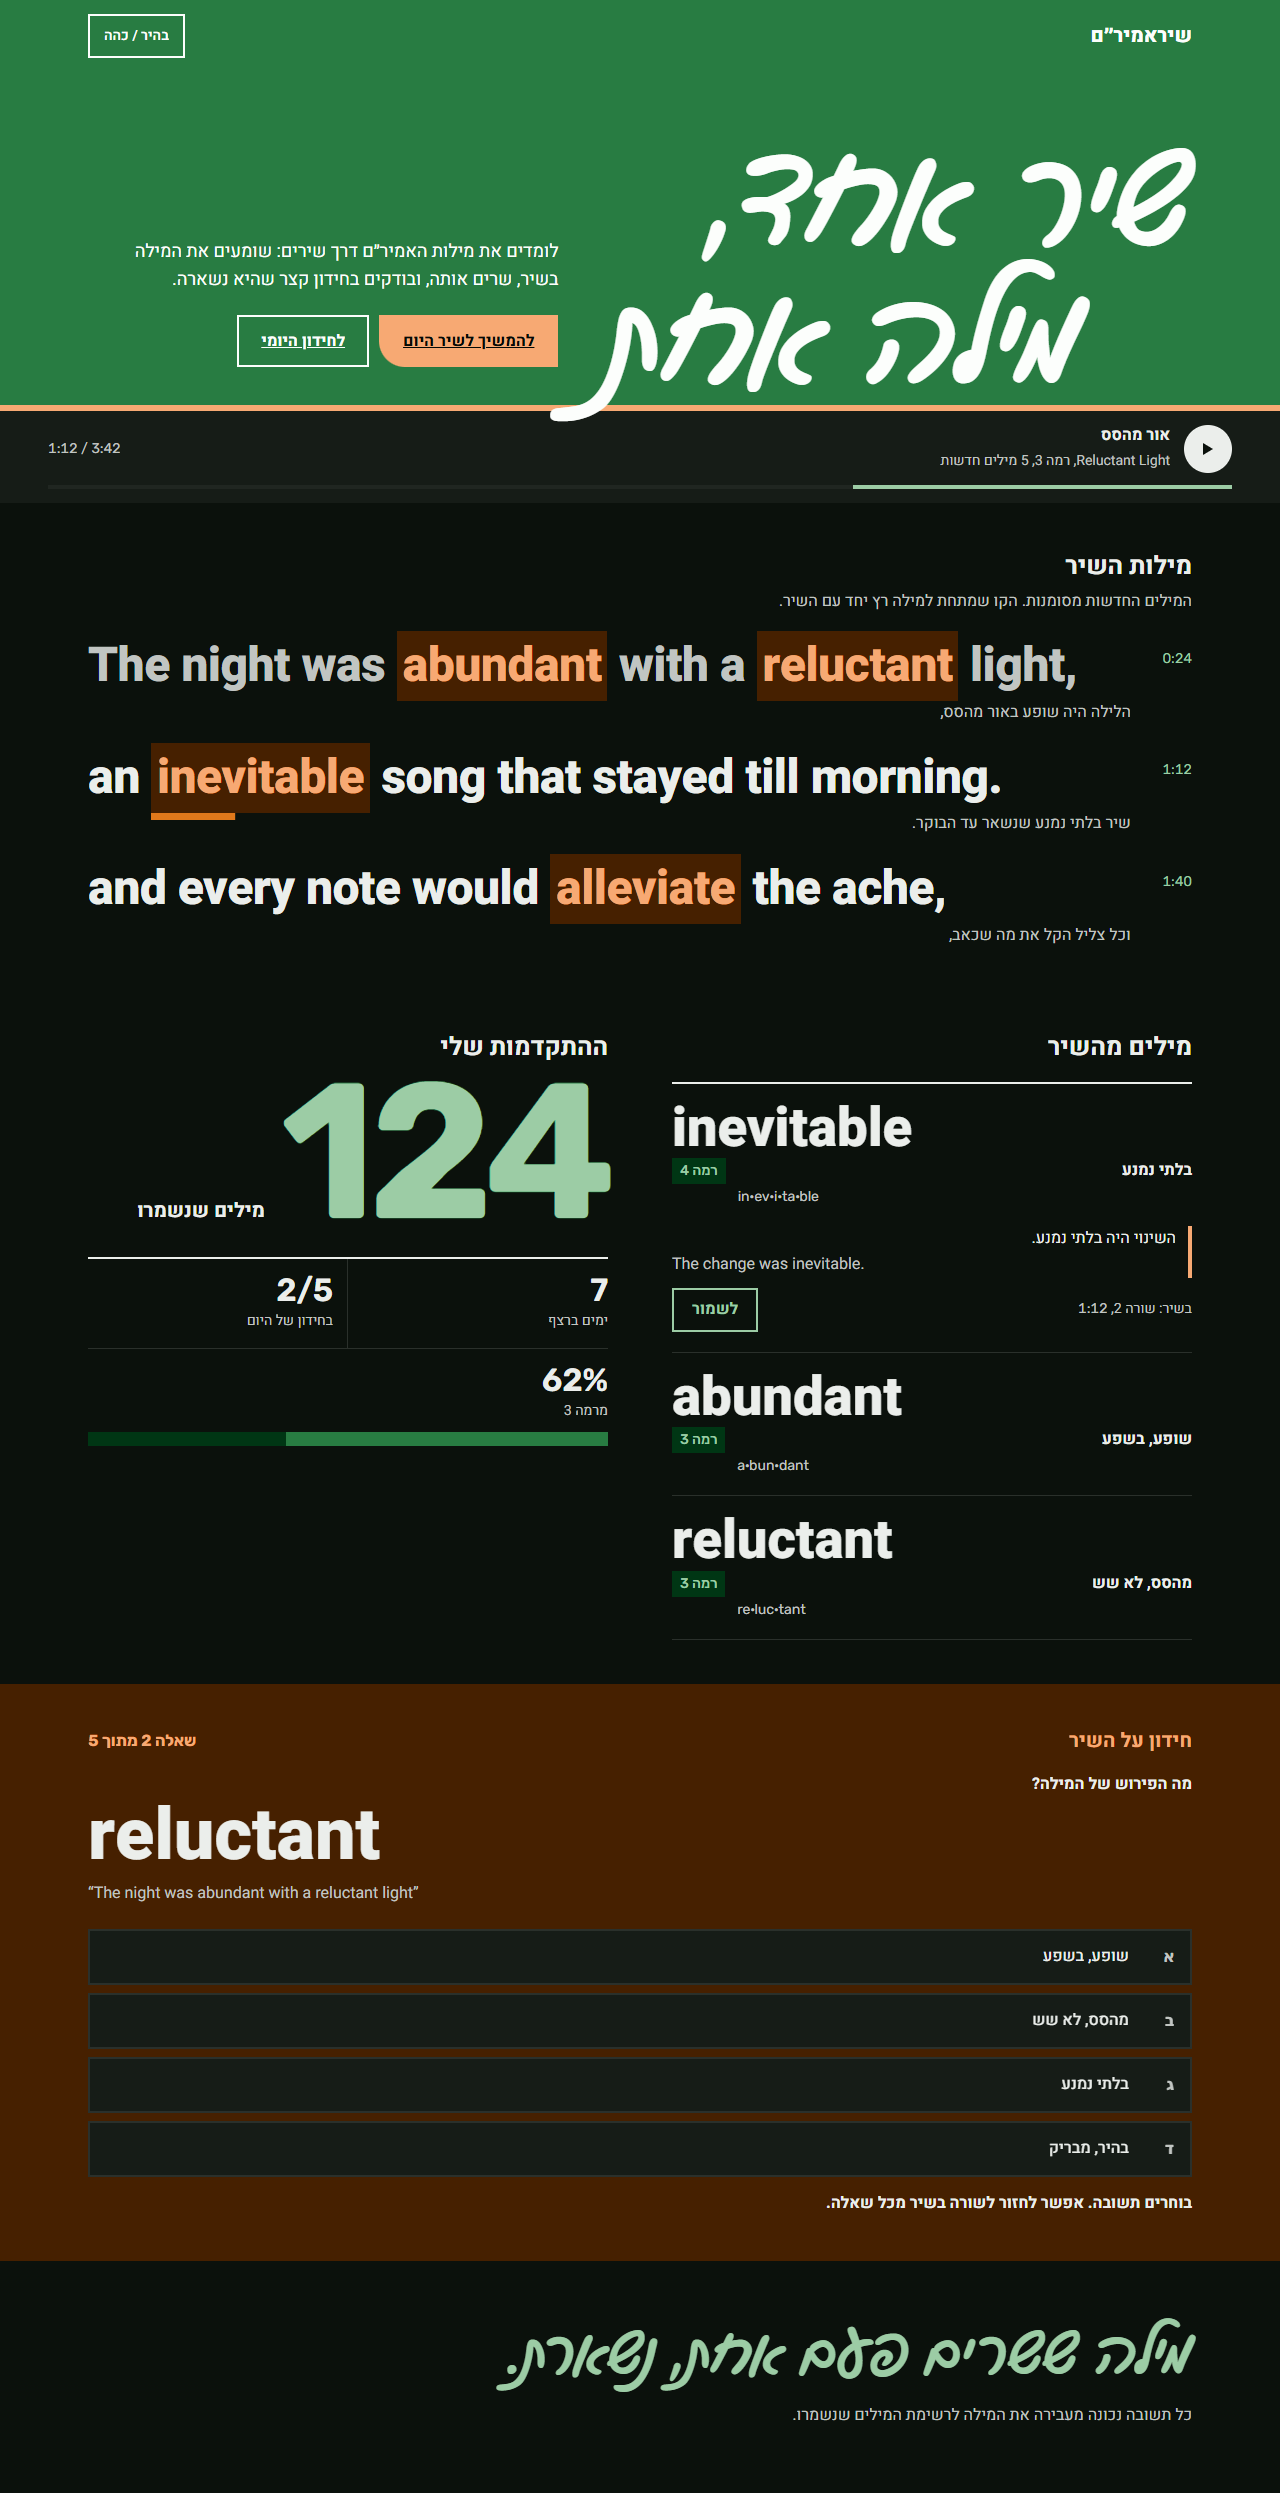 שיראמיר״ם
בהיר / כהה
שיר אחד,
מילה אחת
לומדים את מילות האמיר״ם דרך שירים: שומעים את המילה
בשיר, שרים אותה, ובודקים בחידון קצר שהיא נשארה.
להמשיך לשיר היום
לחידון היומי
אור מהסס
Reluctant Light, רמה 3, 5 מילים חדשות
1:12 / 3:42
מילות השיר
המילים החדשות מסומנות. הקו שמתחת למילה רץ יחד עם השיר.
0:24
The night was abundant with a reluctant light,
הלילה היה שופע באור מהסס,
1:12
an inevitable song that stayed till morning.
שיר בלתי נמנע שנשאר עד הבוקר.
1:40
and every note would alleviate the ache,
וכל צליל הקל את מה שכאב,
מילים מהשיר
inevitable
בלתי נמנע
רמה 4
in·ev·i·ta·ble
השינוי היה בלתי נמנע.
The change was inevitable.
בשיר: שורה 2, 1:12
לשמור
abundant
שופע, בשפע
רמה 3
a·bun·dant
reluctant
מהסס, לא שש
רמה 3
re·luc·tant
ההתקדמות שלי
124
מילים שנשמרו
7
ימים ברצף
2/5
בחידון של היום
62%
מרמה 3
חידון על השיר
שאלה 2 מתוך 5
מה הפירוש של המילה?
reluctant
“The night was abundant with a reluctant light”
א שופע, בשפע
ב מהסס, לא שש
ג בלתי נמנע
ד בהיר, מבריק
בוחרים תשובה. אפשר לחזור לשורה בשיר מכל שאלה.
מילה ששרים פעם אחת, נשארת.
כל תשובה נכונה מעבירה את המילה לרשימת המילים שנשמרו.